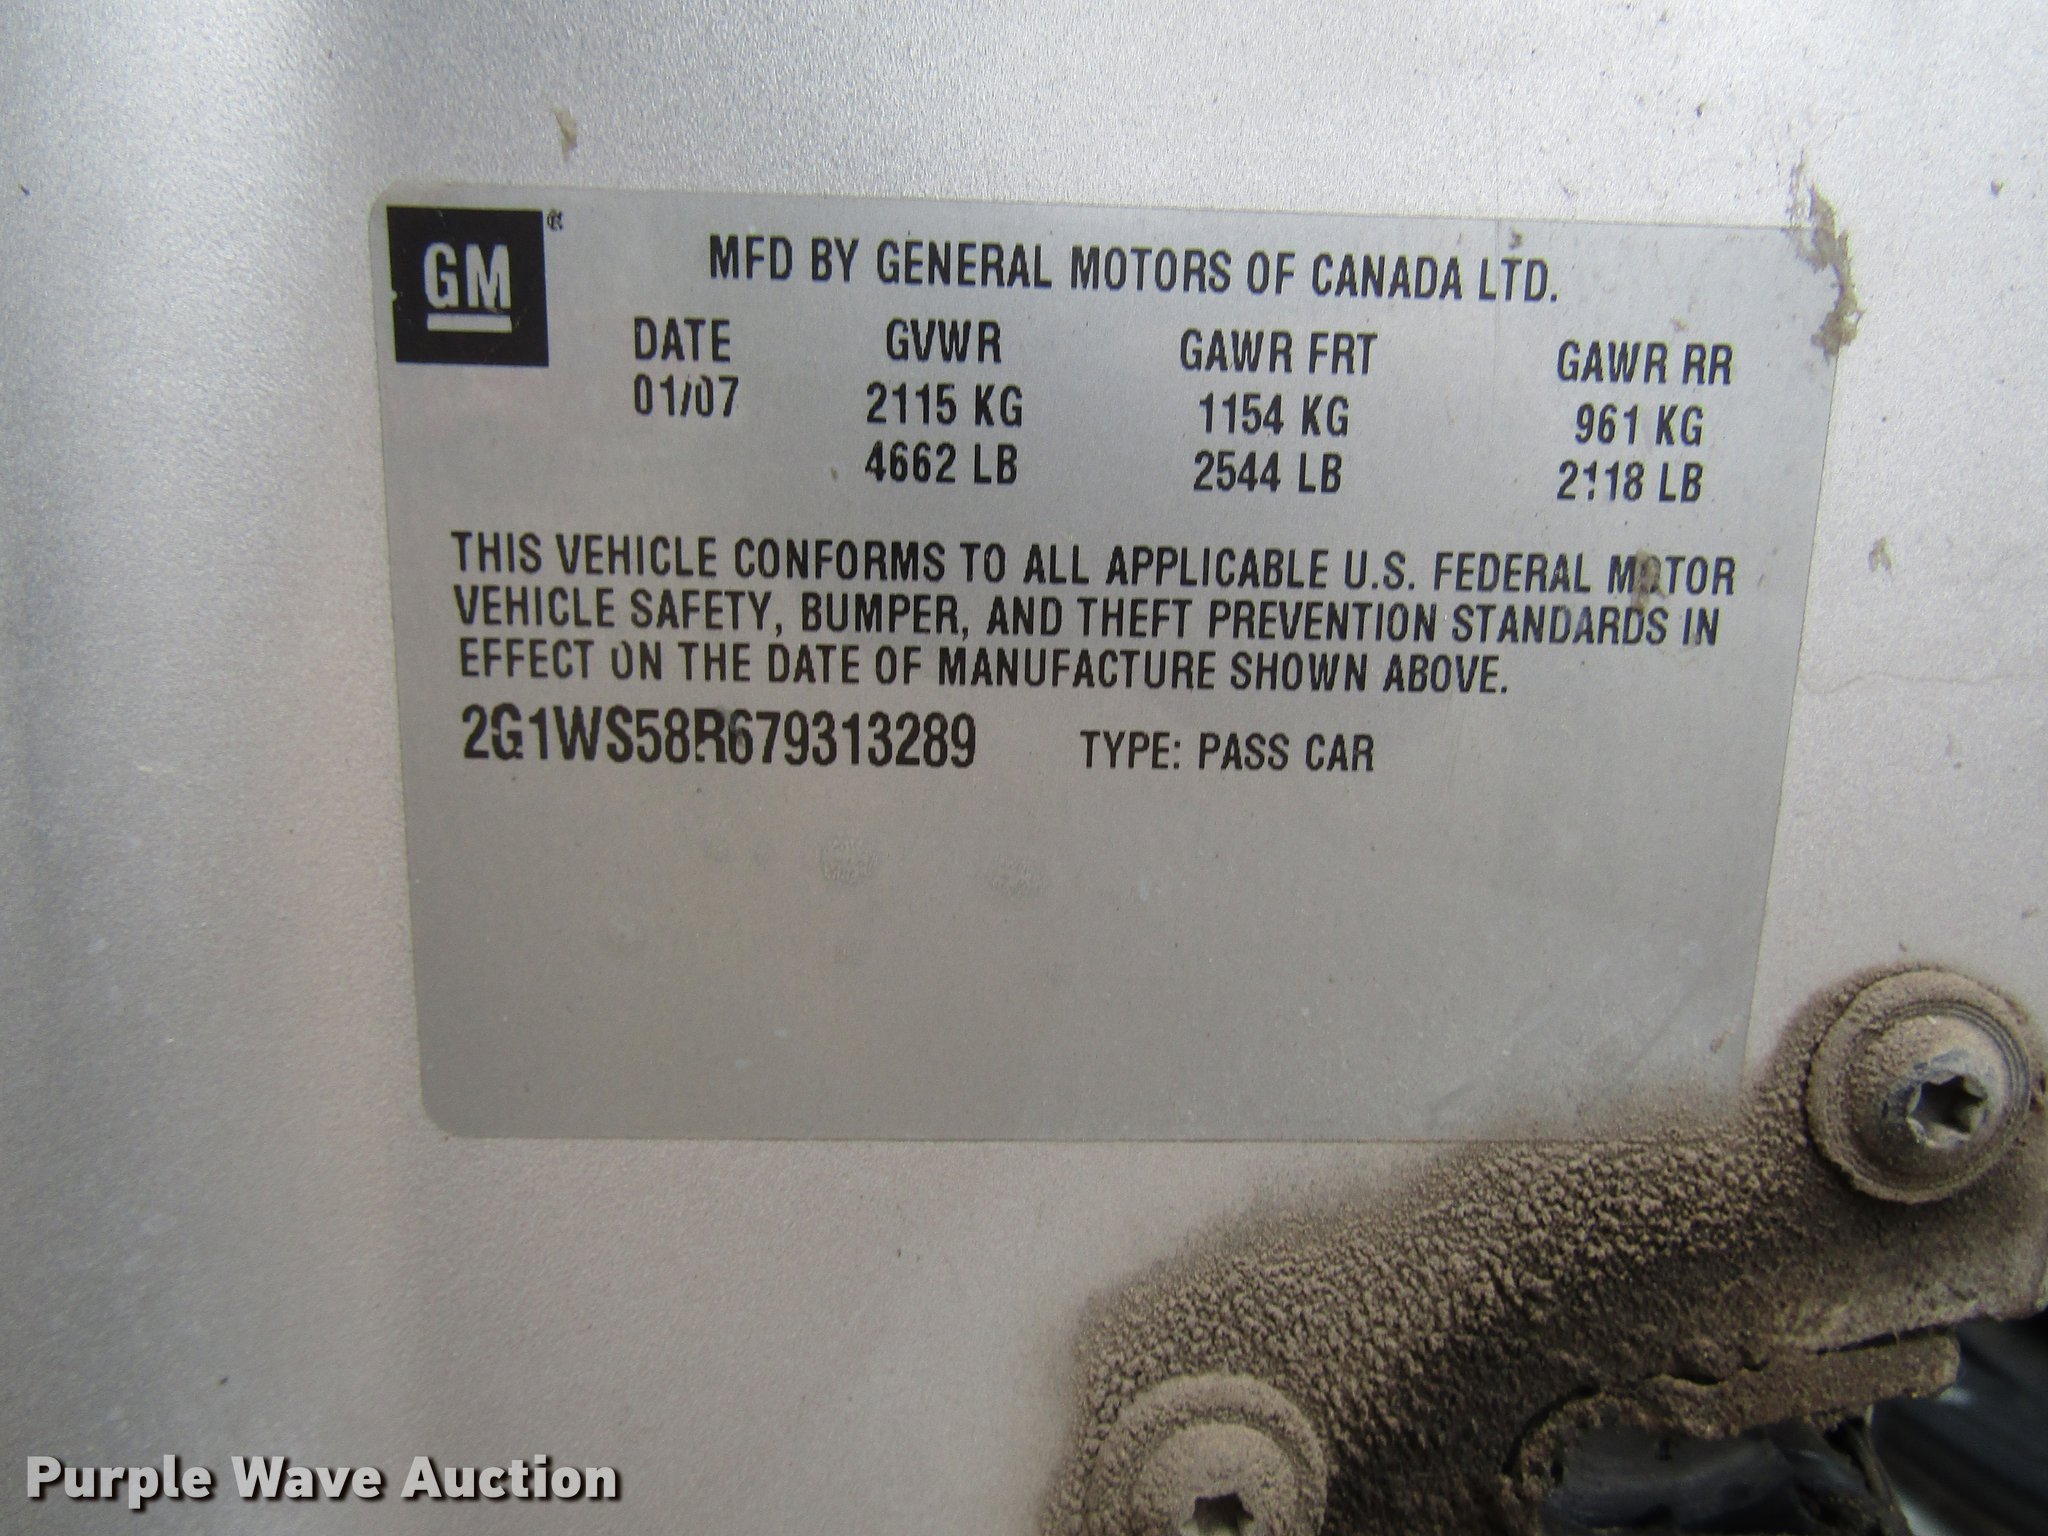 GM ®
MFD BY GENERAL MOTORS OF CANADA LTD.
DATE GVWR GAWR FRT GAWR RR
01/07 2115 KG 1154 KG 961 KG
4662 LB 2544 LB 2118 LB
THIS VEHICLE CONFORMS TO ALL APPLICABLE U.S. FEDERAL MOTOR
VEHICLE SAFETY, BUMPER, AND THEFT PREVENTION STANDARDS IN
EFFECT ON THE DATE OF MANUFACTURE SHOWN ABOVE.
2G1WS58R679313289 TYPE: PASS CAR
Purple Wave Auction